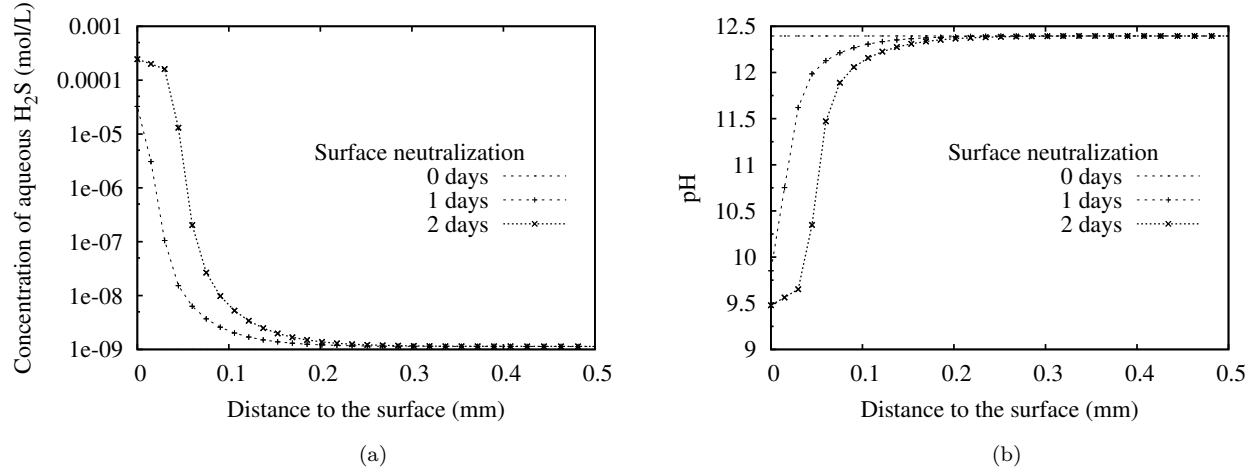 Concentration of aqueous H₂S (mol/L)
0.001
0.0001
1e-05
1e-06
1e-07
1e-08
1e-09
Surface neutralization
0 days
1 days
2 days
0 0.1 0.2 0.3 0.4 0.5
Distance to the surface (mm)
(a)
pH
12.5
12
11.5
11
10.5
10
9.5
9
Surface neutralization
0 days
1 days
2 days
0 0.1 0.2 0.3 0.4 0.5
Distance to the surface (mm)
(b)